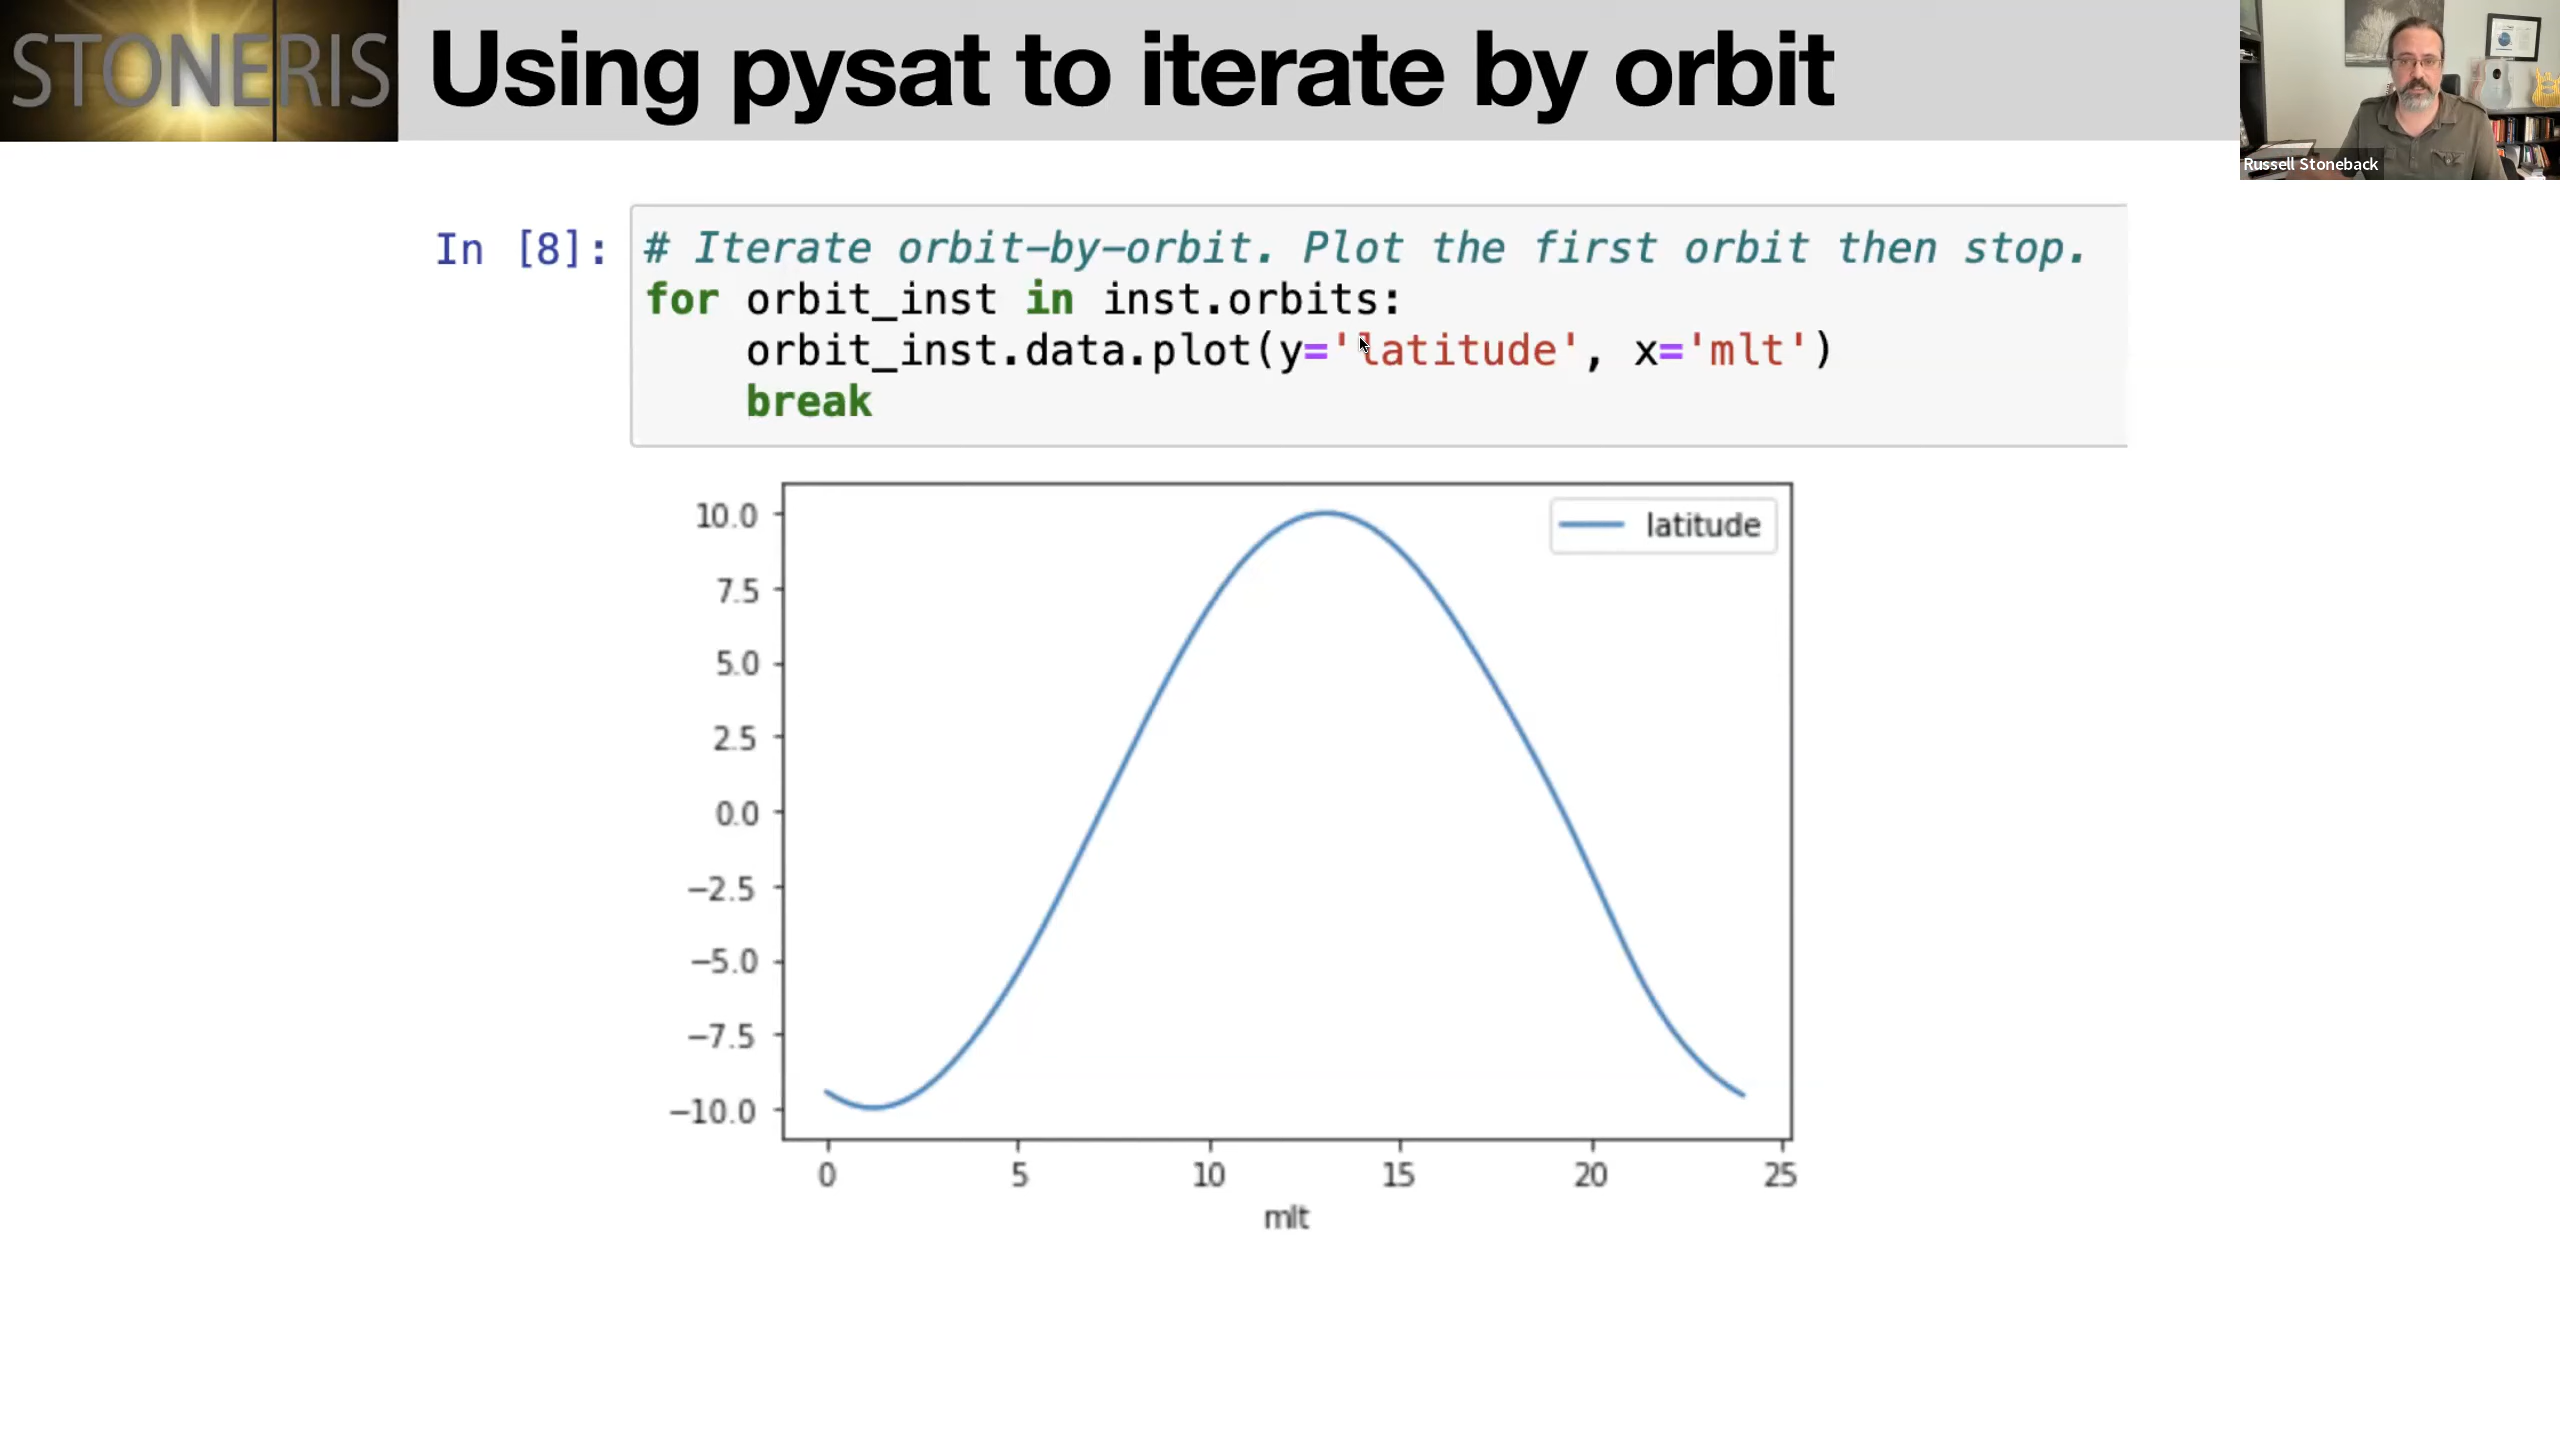 STONERIS
Using pysat to iterate by orbit
Russell Stoneback
In [8]:
# Iterate orbit-by-orbit. Plot the first orbit then stop.
for orbit_inst in inst.orbits:
    orbit_inst.data.plot(y='latitude', x='mlt')
    break
latitude
10.0
7.5
5.0
2.5
0.0
−2.5
−5.0
−7.5
−10.0
0 5 10 15 20 25
mlt